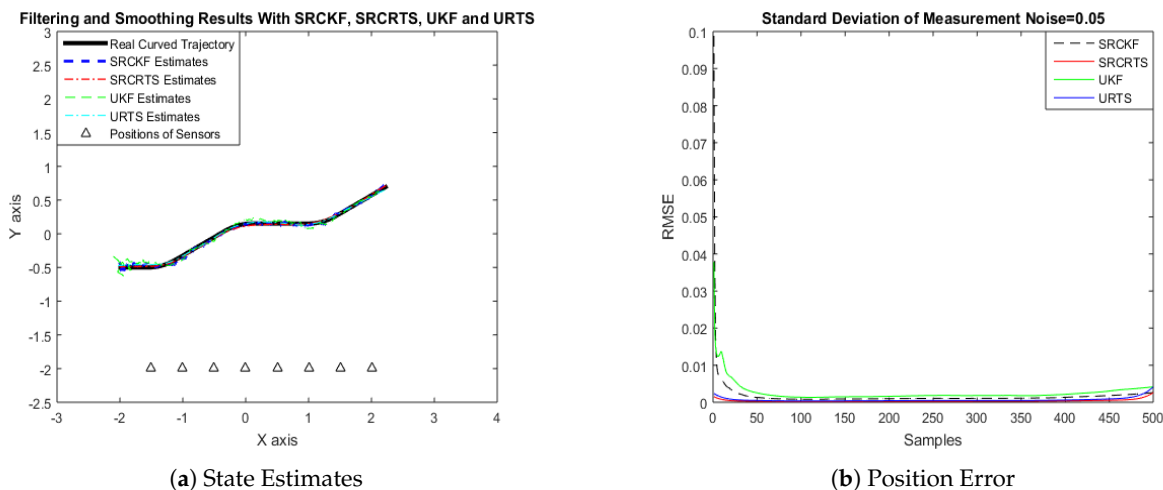 Filtering and Smoothing Results With SRCKF, SRCRTS, UKF and URTS
3
2.5
2
1.5
1
0.5
0
-0.5
-1
-1.5
-2
-2.5
Y axis
Real Curved Trajectory
SRCKF Estimates
SRCRTS Estimates
UKF Estimates
URTS Estimates
Positions of Sensors
-3 -2 -1 0 1 2 3 4
X axis
(a) State Estimates
Standard Deviation of Measurement Noise=0.05
0.1
0.09
0.08
0.07
0.06
0.05
0.04
0.03
0.02
0.01
0
RMSE
SRCKF
SRCRTS
UKF
URTS
0 50 100 150 200 250 300 350 400 450 500
Samples
(b) Position Error